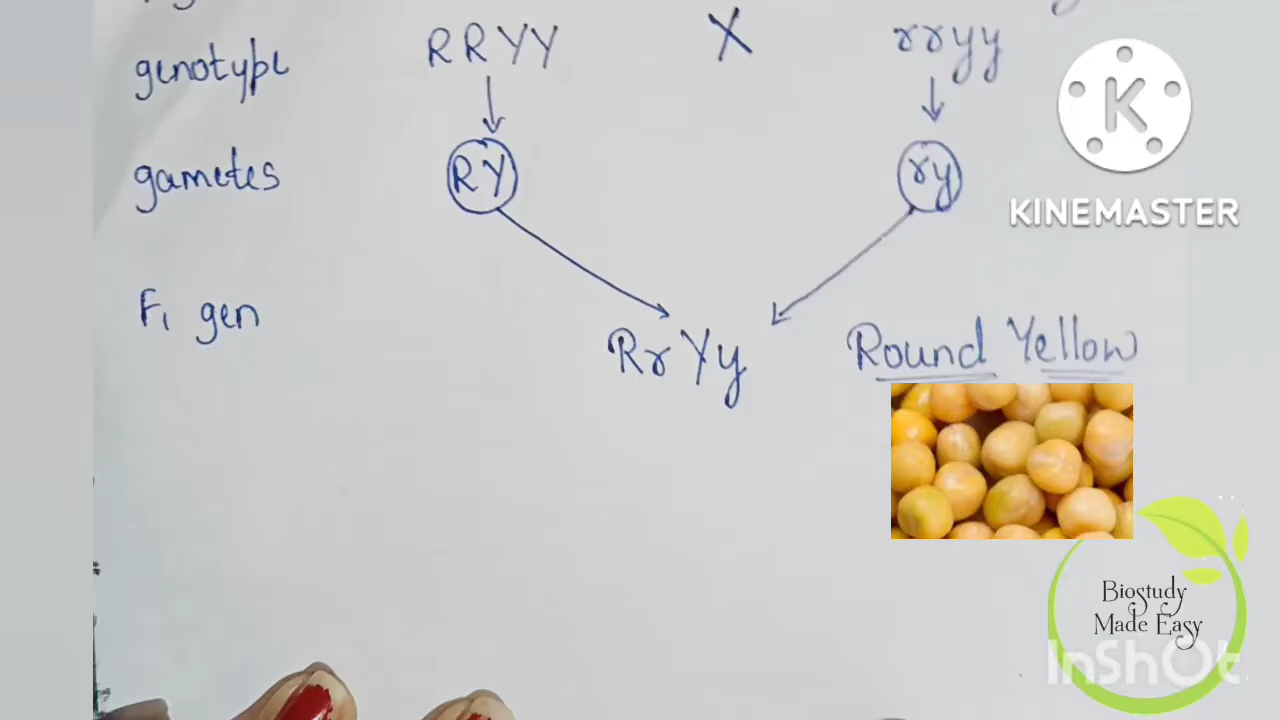 genotype RRYY X rryy
gametes RY ry
F1 gen RrYy Round Yellow
K
KINEMASTER
Biostudy
Made Easy
InShOt